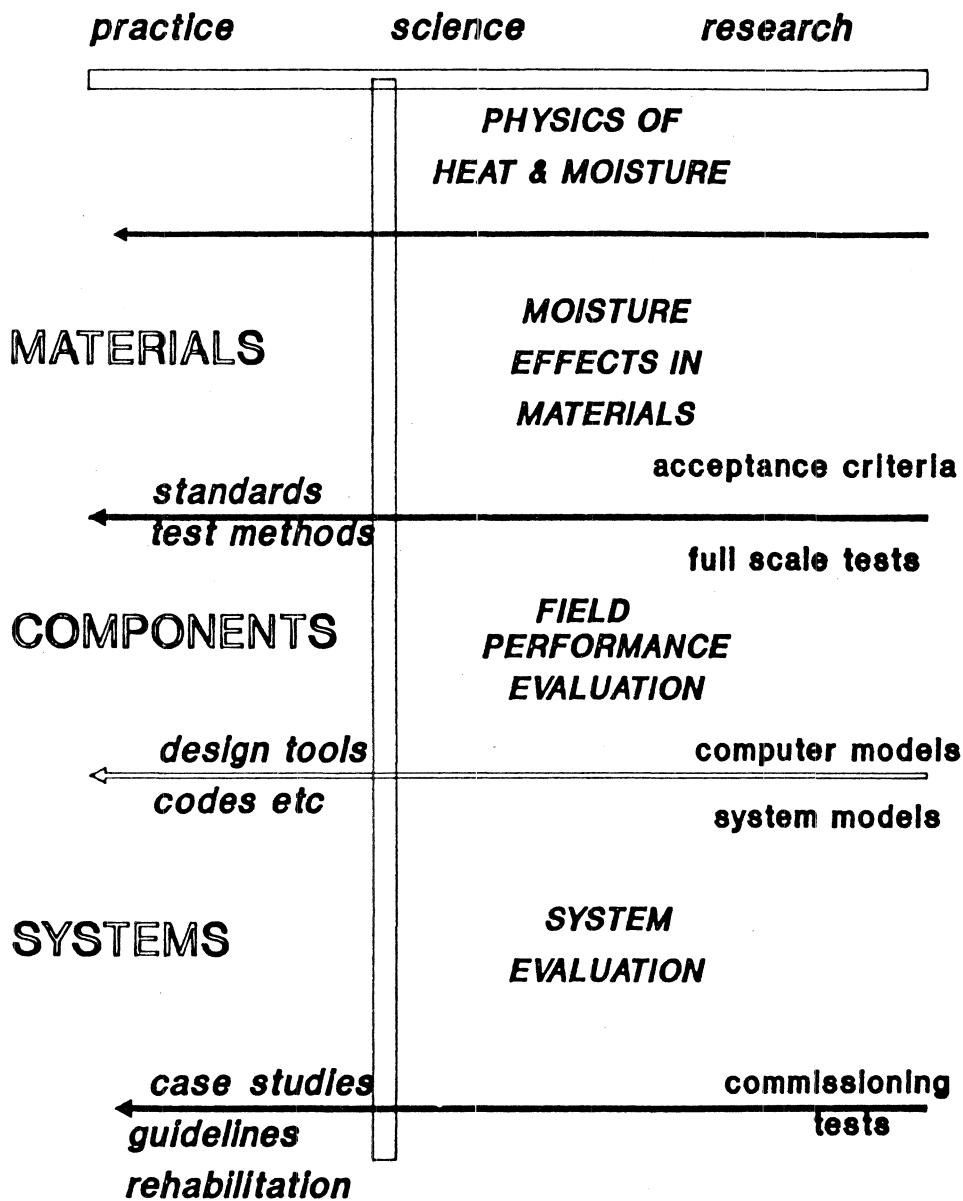 practice science research
PHYSICS OF
HEAT & MOISTURE
MATERIALS
MOISTURE
EFFECTS IN
MATERIALS
acceptance criteria
standards
test methods
full scale tests
COMPONENTS
FIELD
PERFORMANCE
EVALUATION
design tools
computer models
codes etc
system models
SYSTEMS
SYSTEM
EVALUATION
case studies
commissioning
tests
guidelines
rehabilitation